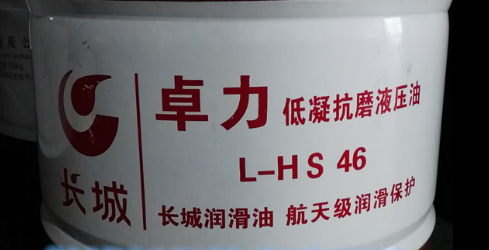 卓力 低凝抗磨液压油
L-HS 46
长城
长城润滑油 航天级润滑保护